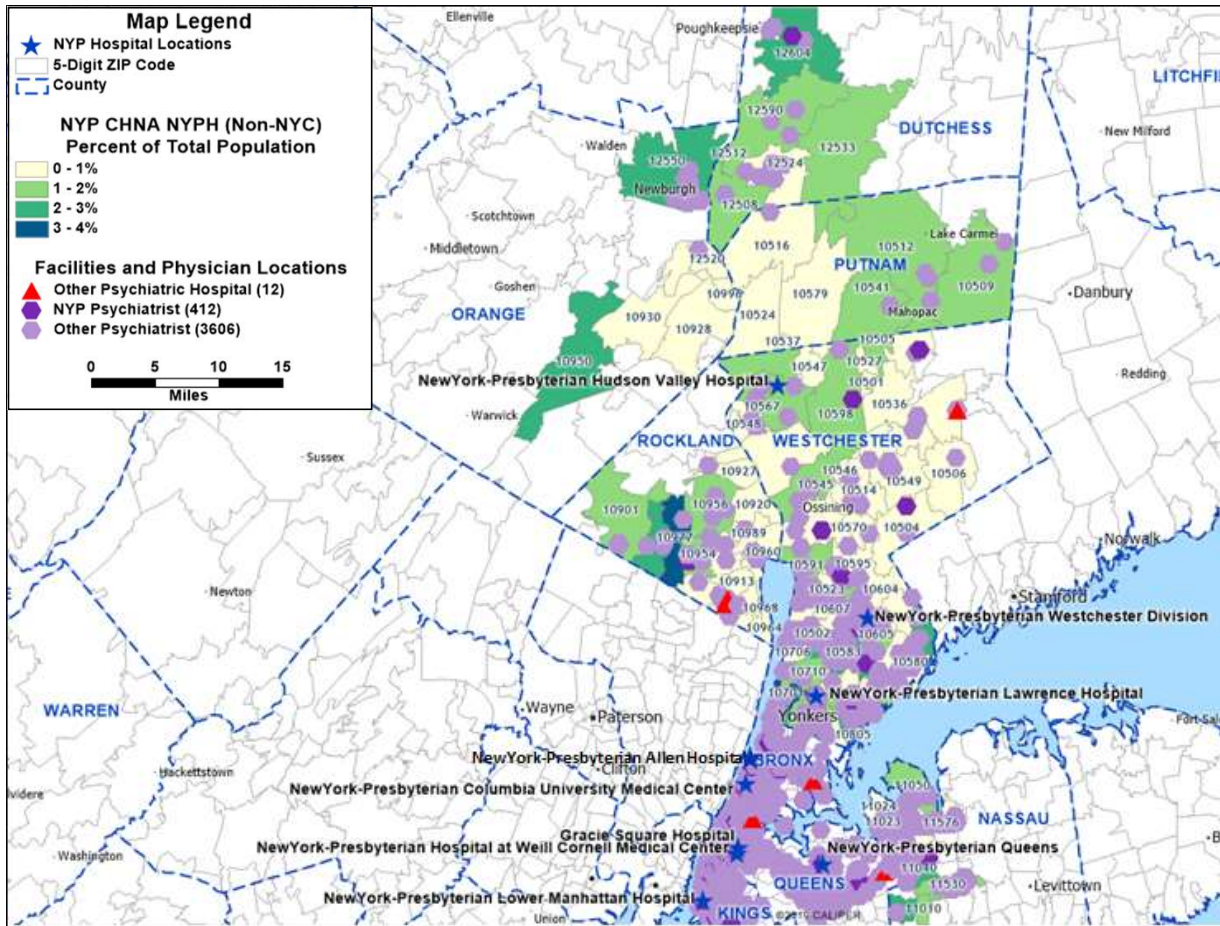 Map Legend
NYP Hospital Locations
5-Digit ZIP Code
County
NYP CHNA NYPH (Non-NYC)
Percent of Total Population
0 - 1%
1 - 2%
2 - 3%
3 - 4%
Facilities and Physician Locations
Other Psychiatric Hospital (12)
NYP Psychiatrist (412)
Other Psychiatrist (3606)
0 5 10 15
Miles
Ellenville
Poughkeepsie
12604
LITCHFI
12590
DUTCHESS
New Milford
Walden
12550
12512
12524
12533
Newburgh
12508
Scotchtown
Lake Carmel
Middletown
12520
10516
10512
PUTNAM
Goshen
10996
10579
10541
10509
Danbury
ORANGE
10930
10928
10524
Mahopac
10537
10505
10950
10547
10527
NewYork-Presbyterian Hudson Valley Hospital
10501
Redding
10567
10598
10536
Warwick
10548
ROCKLAND
WESTCHESTER
Sussex
10927
10546
10549
10506
10545
10514
10901
10956
10920
Ossining
10570
10504
10977
10989
Norwalk
10954
10960
10591
10595
Newton
10913
10523
10604
Stamford
10968
10607
NewYork-Presbyterian Westchester Division
10964
10502
10605
10706
10583
10580
10710
WARREN
NewYork-Presbyterian Lawrence Hospital
Wayne
Paterson
Yonkers
10805
NewYork-Presbyterian Allen Hospital
BRONX
Clifton
Hackettstown
NewYork-Presbyterian Columbia University Medical Center
11050
11024
11023
11576
NASSAU
Gracie Square Hospital
NewYork-Presbyterian Hospital at Weill Cornell Medical Center
NewYork-Presbyterian Queens
Washington
11040
QUEENS
11530
Levittown
NewYork-Presbyterian Lower Manhattan Hospital
11010
Union
KINGS
CALIPER